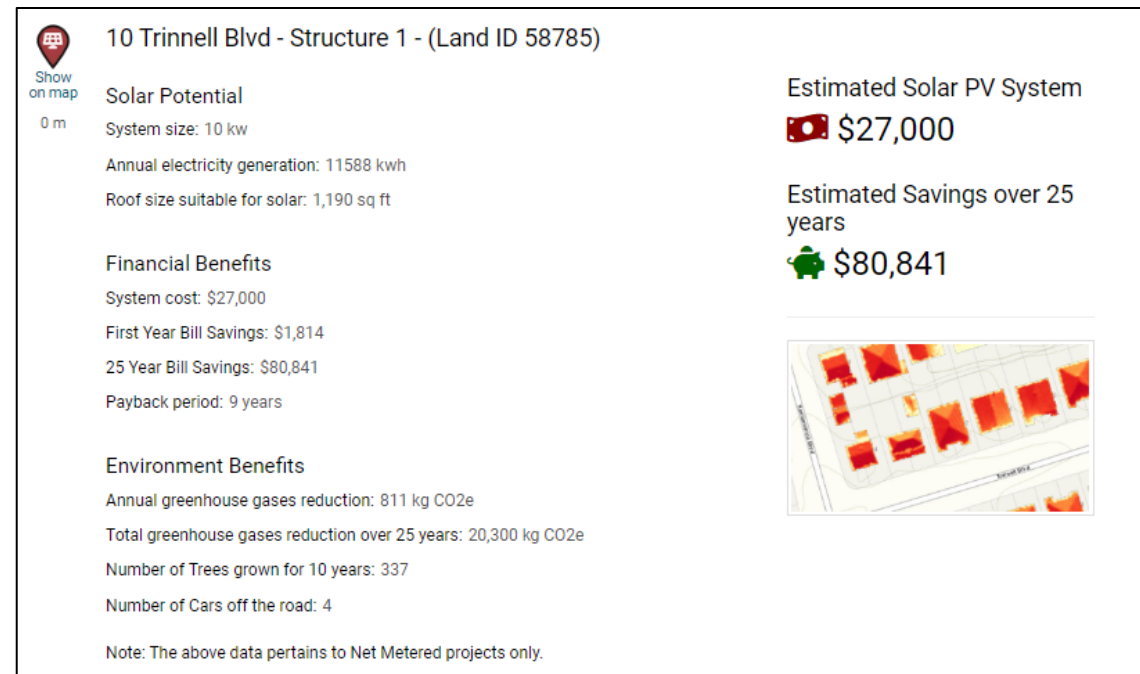 10 Trinnell Blvd - Structure 1 - (Land ID 58785)
Show
on map
0 m
Solar Potential
System size: 10 kw
Annual electricity generation: 11588 kwh
Roof size suitable for solar: 1,190 sq ft
Financial Benefits
System cost: $27,000
First Year Bill Savings: $1,814
25 Year Bill Savings: $80,841
Payback period: 9 years
Environment Benefits
Annual greenhouse gases reduction: 811 kg CO2e
Total greenhouse gases reduction over 25 years: 20,300 kg CO2e
Number of Trees grown for 10 years: 337
Number of Cars off the road: 4
Note: The above data pertains to Net Metered projects only.
Estimated Solar PV System
$27,000
Estimated Savings over 25
years
$80,841
Trinnell Blvd